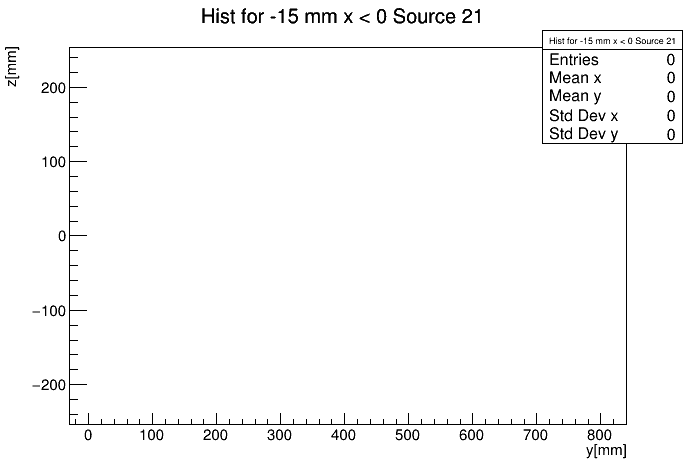 Hist for -15 mm x < 0 Source 21
z[mm]
Hist for -15 mm x < 0 Source 21
Entries 0
Mean x 0
Mean y 0
Std Dev x 0
Std Dev y 0
200
100
0
−100
−200
0 100 200 300 400 500 600 700 800
y[mm]